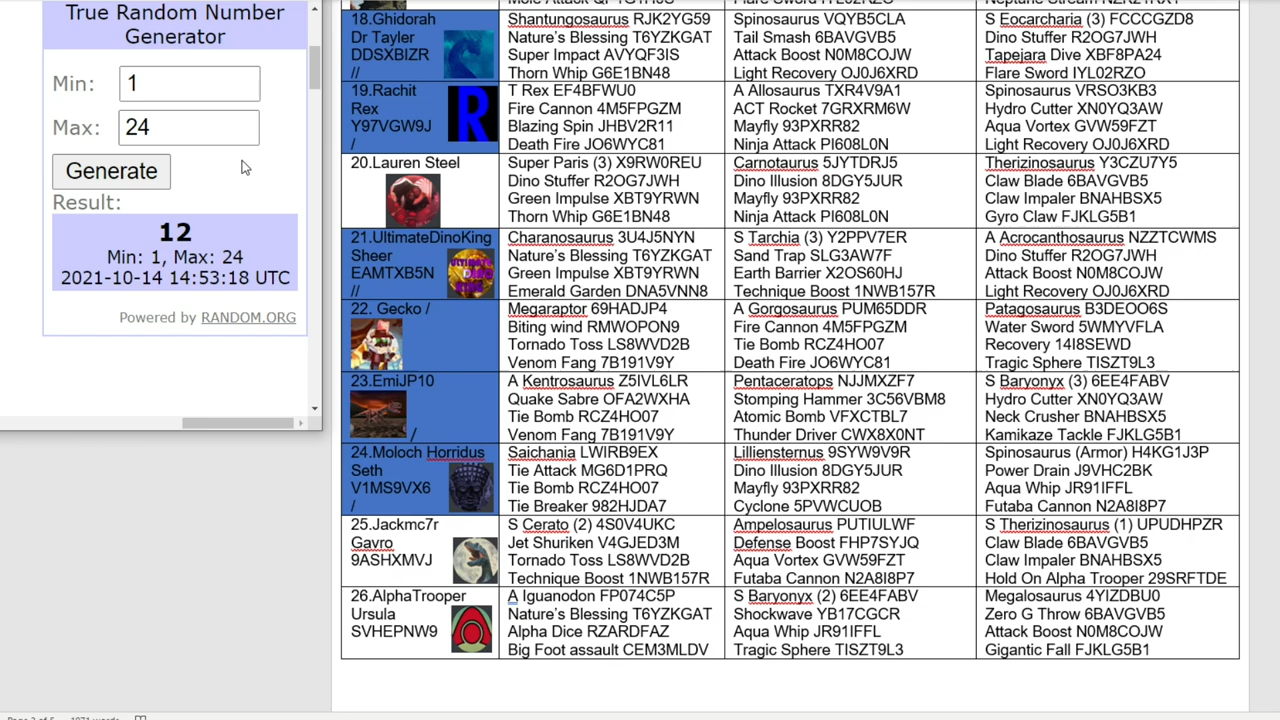 True Random Number
Generator
Min: 1
Max: 24
Generate
Result:
12
Min: 1, Max: 24
2021-10-14 14:53:18 UTC
Powered by RANDOM.ORG
18.Ghidorah
Dr Tayler
DDSXBIZR
//
Shantungosaurus RJK2YG59
Nature's Blessing T6YZKGAT
Super Impact AVYQF3IS
Thorn Whip G6E1BN48
Spinosaurus VQYB5CLA
Tail Smash 6BAVGVB5
Attack Boost N0M8COJW
Light Recovery OJ0J6XRD
S Eocarcharia (3) FCCCGZD8
Dino Stuffer R2OG7JWH
Tapejara Dive XBF8PA24
Flare Sword IYL02RZO
19.Rachit
Rex
Y97VGW9J
/
R
T Rex EF4BFWU0
Fire Cannon 4M5FPGZM
Blazing Spin JHBV2R11
Death Fire JO6WYC81
A Allosaurus TXR4V9A1
ACT Rocket 7GRXRM6W
Mayfly 93PXRR82
Ninja Attack PI608L0N
Spinosaurus VRSO3KB3
Hydro Cutter XN0YQ3AW
Aqua Vortex GVW59FZT
Light Recovery OJ0J6XRD
20.Lauren Steel
Super Paris (3) X9RW0REU
Dino Stuffer R2OG7JWH
Green Impulse XBT9YRWN
Thorn Whip G6E1BN48
Carnotaurus 5JYTDRJ5
Dino Illusion 8DGY5JUR
Mayfly 93PXRR82
Ninja Attack PI608L0N
Therizinosaurus Y3CZU7Y5
Claw Blade 6BAVGVB5
Claw Impaler BNAHBSX5
Gyro Claw FJKLG5B1
21.UltimateDinoKing
Sheer
EAMTXB5N
//
Charanosaurus 3U4J5NYN
Nature's Blessing T6YZKGAT
Green Impulse XBT9YRWN
Emerald Garden DNA5VNN8
S Tarchia (3) Y2PPV7ER
Sand Trap SLG3AW7F
Earth Barrier X2OS60HJ
Technique Boost 1NWB157R
A Acrocanthosaurus NZZTCWMS
Dino Stuffer R2OG7JWH
Attack Boost N0M8COJW
Light Recovery OJ0J6XRD
22. Gecko /
Megaraptor 69HADJP4
Biting wind RMWOPON9
Tornado Toss LS8WVD2B
Venom Fang 7B191V9Y
A Gorgosaurus PUM65DDR
Fire Cannon 4M5FPGZM
Tie Bomb RCZ4HO07
Death Fire JO6WYC81
Patagosaurus B3DEOO6S
Water Sword 5WMYVFLA
Recovery 14I8SEWD
Tragic Sphere TISZT9L3
23.EmiJP10
/
A Kentrosaurus Z5IVL6LR
Quake Sabre OFA2WXHA
Tie Bomb RCZ4HO07
Venom Fang 7B191V9Y
Pentaceratops NJJMXZF7
Stomping Hammer 3C56VBM8
Atomic Bomb VFXCTBL7
Thunder Driver CWX8X0NT
S Baryonyx (3) 6EE4FABV
Hydro Cutter XN0YQ3AW
Neck Crusher BNAHBSX5
Kamikaze Tackle FJKLG5B1
24.Moloch Horridus
Seth
V1MS9VX6
/
Saichania LWIRB9EX
Tie Attack MG6D1PRQ
Tie Bomb RCZ4HO07
Tie Breaker 982HJDA7
Lilliensternus 9SYW9V9R
Dino Illusion 8DGY5JUR
Mayfly 93PXRR82
Cyclone 5PVWCUOB
Spinosaurus (Armor) H4KG1J3P
Power Drain J9VHC2BK
Aqua Whip JR91IFFL
Futaba Cannon N2A8I8P7
25.Jackmc7r
Gavro
9ASHXMVJ
S Cerato (2) 4S0V4UKC
Jet Shuriken V4GJED3M
Tornado Toss LS8WVD2B
Technique Boost 1NWB157R
Ampelosaurus PUTIULWF
Defense Boost FHP7SYJQ
Aqua Vortex GVW59FZT
Futaba Cannon N2A8I8P7
S Therizinosaurus (1) UPUDHPZR
Claw Blade 6BAVGVB5
Claw Impaler BNAHBSX5
Hold On Alpha Trooper 29SRFTDE
26.AlphaTrooper
Ursula
SVHEPNW9
A Iguanodon FP074C5P
Nature's Blessing T6YZKGAT
Alpha Dice RZARDFAZ
Big Foot assault CEM3MLDV
S Baryonyx (2) 6EE4FABV
Shockwave YB17CGCR
Aqua Whip JR91IFFL
Tragic Sphere TISZT9L3
Megalosaurus 4YIZDBU0
Zero G Throw 6BAVGVB5
Attack Boost N0M8COJW
Gigantic Fall FJKLG5B1